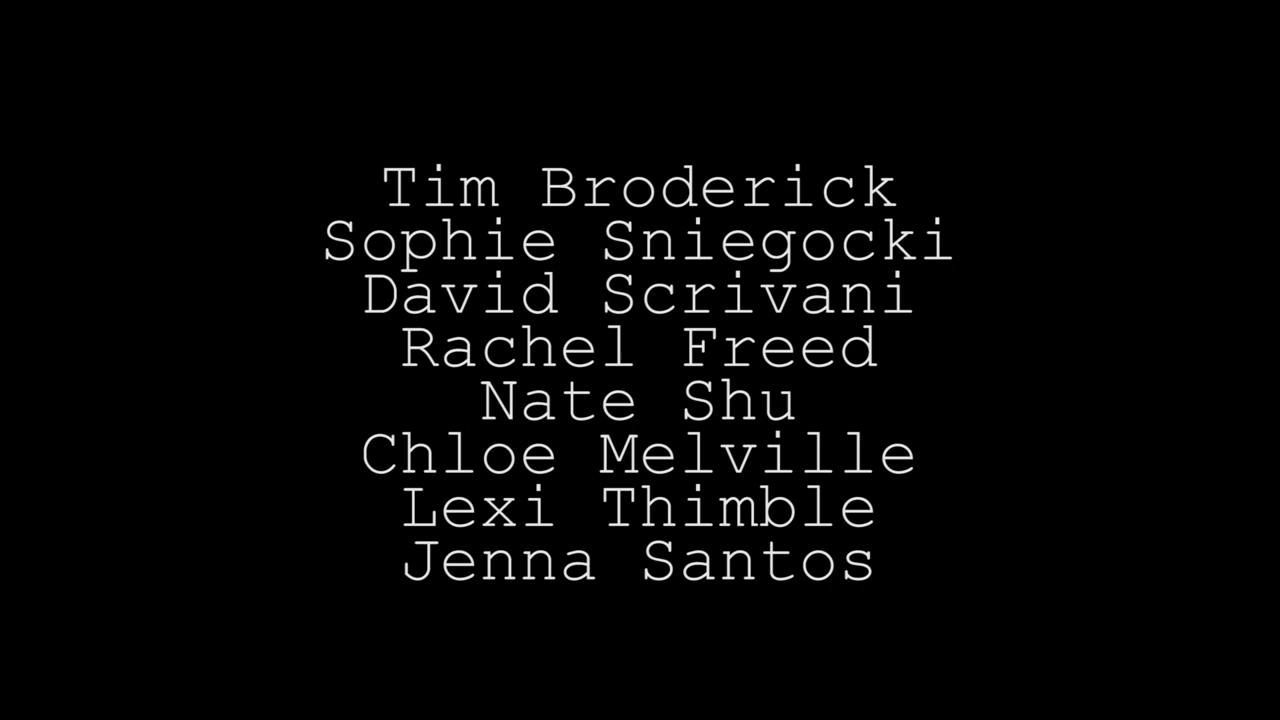 Tim Broderick
Sophie Sniegocki
David Scrivani
Rachel Freed
Nate Shu
Chloe Melville
Lexi Thimble
Jenna Santos